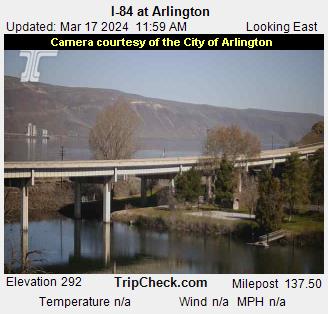 I-84 at Arlington
Updated: Mar 17 2024 11:59 AM Looking East
Camera courtesy of the City of Arlington
Elevation 292 TripCheck.com Milepost 137.50
Temperature n/a Wind n/a MPH n/a